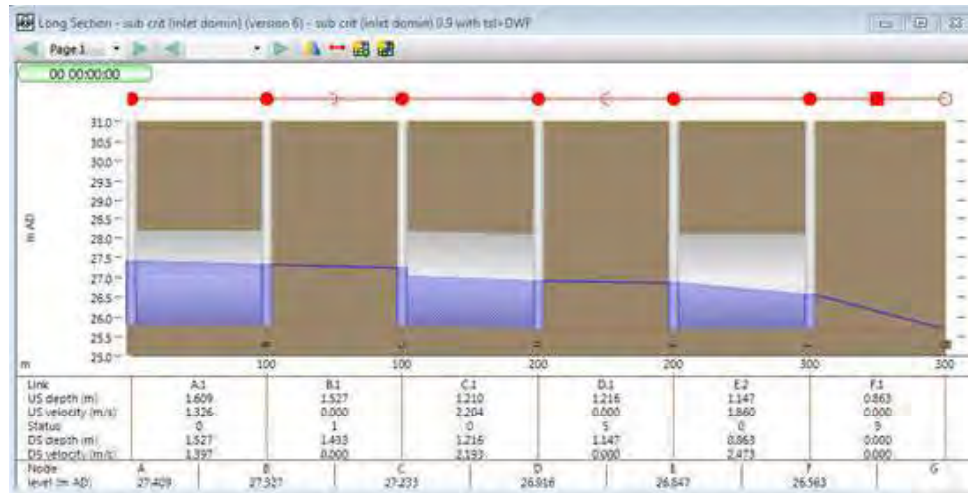 Long Section - sub crit (inlet domin) (version 6) - sub crit (inlet domin) 0.9 with tsl+DWF
Page 1
00 00:00:00
31.0
30.5
30.0
29.5
29.0
28.5
28.0
27.5
27.0
26.5
26.0
25.5
25.0
m AD
m 100 100 200 200 300 300
Link A.1 B.1 C.1 D.1 E.2 F.1
US depth (m) 1.609 1.527 1.210 1.216 1.147 0.863
US velocity (m/s) 1.326 0.000 2.204 0.000 1.860 0.000
Status 0 1 0 5 0 9
DS depth (m) 1.527 1.433 1.216 1.147 0.863 0.000
DS velocity (m/s) 1.397 0.000 2.193 0.000 2.473 0.000
Node A B C D E F G
level (m AD) 27.409 27.327 27.233 26.916 26.847 26.563